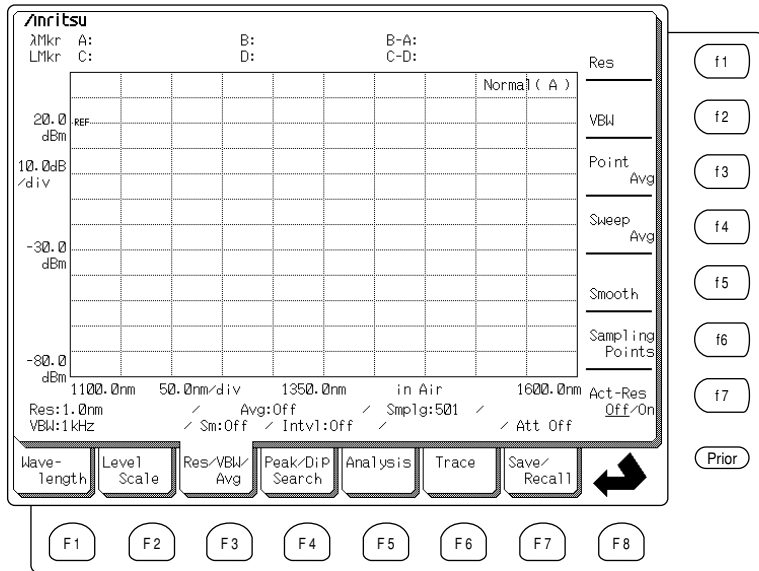 Anritsu
λMkr A: B: B-A:
LMkr C: D: C-D:
Normal( A )
20.0
dBm
REF
10.0dB
/div
-30.0
dBm
-80.0
dBm
1100.0nm 50.0nm/div 1350.0nm in Air 1600.0nm
Res:1.0nm / Avg:Off / Smplg:501 /
VBW:1kHz / Sm:Off / Intvl:Off / / Att Off
Res
VBW
Point
Avg
Sweep
Avg
Smooth
Sampling
Points
Act-Res
Off/On
f1
f2
f3
f4
f5
f6
f7
Prior
Wave-
length
Level
Scale
Res/VBW/
Avg
Peak/Dip
Search
Analysis
Trace
Save/
Recall
F1 F2 F3 F4 F5 F6 F7 F8